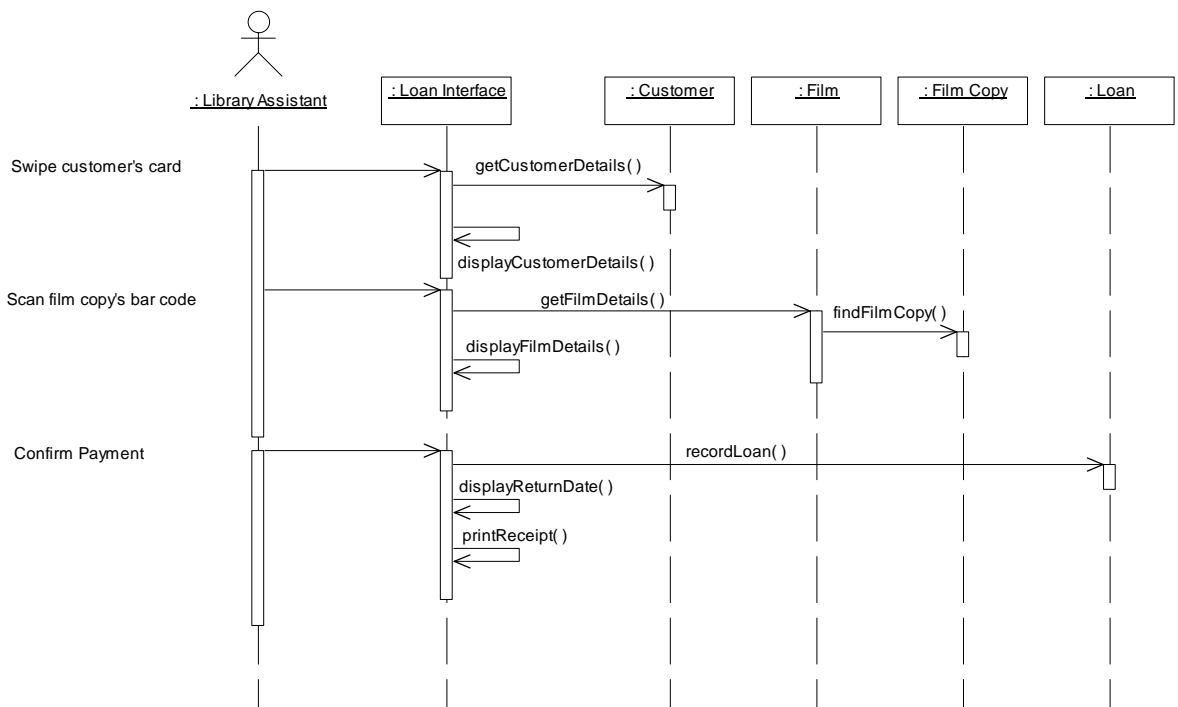 : Library Assistant
: Loan Interface
: Customer
: Film
: Film Copy
: Loan
Swipe customer's card
getCustomerDetails( )
displayCustomerDetails( )
Scan film copy's bar code
getFilmDetails( )
findFilmCopy( )
displayFilmDetails( )
Confirm Payment
recordLoan( )
displayReturnDate( )
printReceipt( )